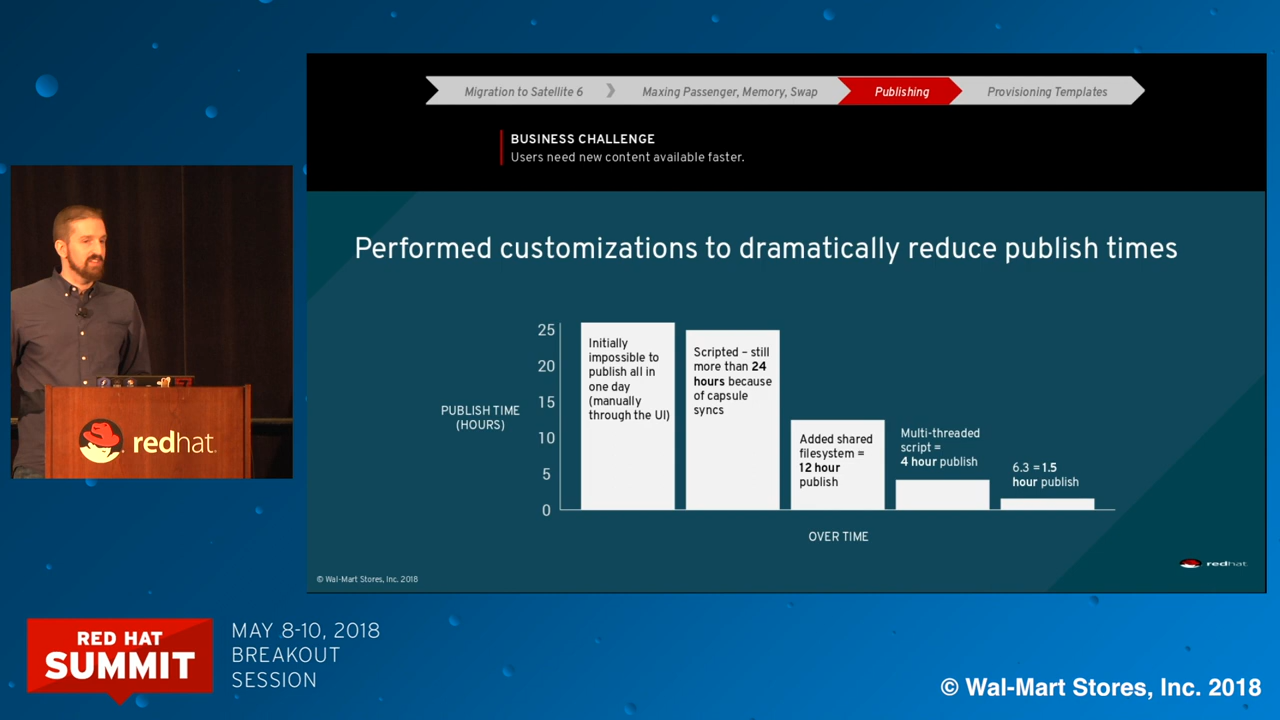 Migration to Satellite 6
Maxing Passenger, Memory, Swap
Publishing
Provisioning Templates
BUSINESS CHALLENGE
Users need new content available faster.
Performed customizations to dramatically reduce publish times
PUBLISH TIME
(HOURS)
25
20
15
10
5
0
Initially
impossible to
publish all in
one day
(manually
through the UI)
Scripted – still
more than 24
hours because
of capsule
syncs
Added shared
filesystem =
12 hour
publish
Multi-threaded
script =
4 hour publish
6.3 = 1.5
hour publish
OVER TIME
© Wal-Mart Stores, Inc. 2018
redhat.
redhat.
RED HAT
SUMMIT
MAY 8-10, 2018
BREAKOUT
SESSION
© Wal-Mart Stores, Inc. 2018